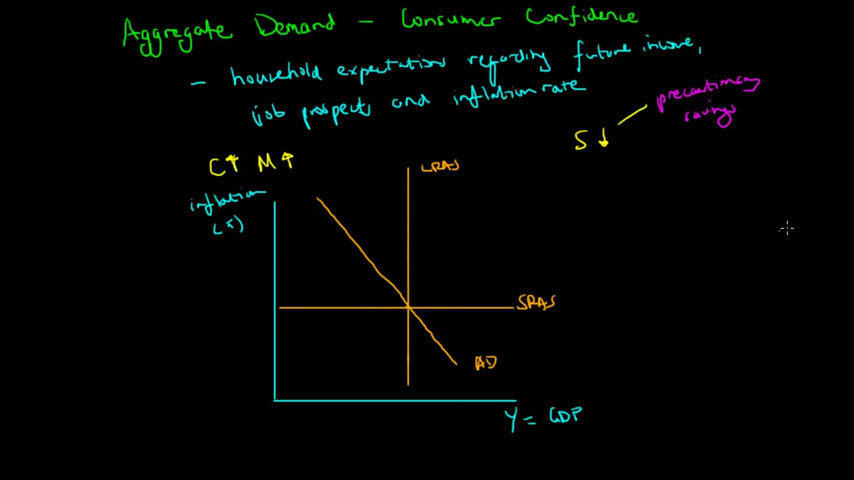 Aggregate Demand - Consumer Confidence
- household expectations regarding future income,
job prospects and inflation rate
precautionary
savings
S ↓
C↑ M↑
LRAS
inflation
(π)
SRAS
AD
Y = GDP